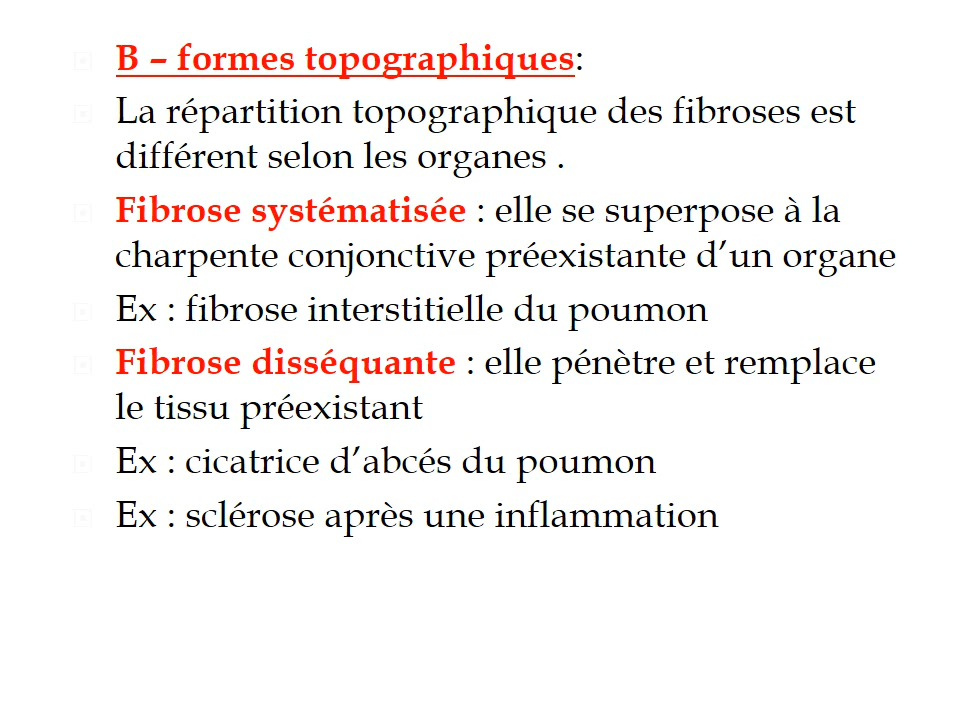 B – formes topographiques:
La répartition topographique des fibroses est
différent selon les organes .
Fibrose systématisée : elle se superpose à la
charpente conjonctive préexistante d’un organe
Ex : fibrose interstitielle du poumon
Fibrose disséquante : elle pénètre et remplace
le tissu préexistant
Ex : cicatrice d’abcés du poumon
Ex : sclérose après une inflammation